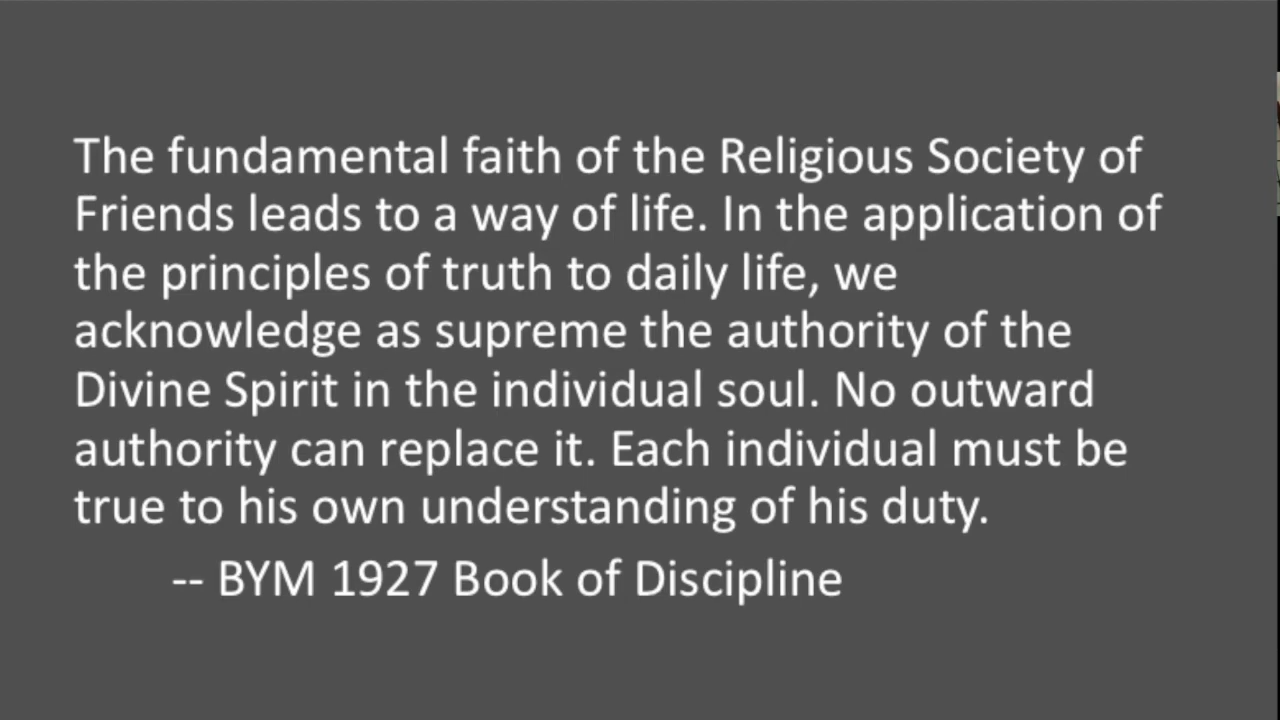 The fundamental faith of the Religious Society of
Friends leads to a way of life. In the application of
the principles of truth to daily life, we
acknowledge as supreme the authority of the
Divine Spirit in the individual soul. No outward
authority can replace it. Each individual must be
true to his own understanding of his duty.
-- BYM 1927 Book of Discipline